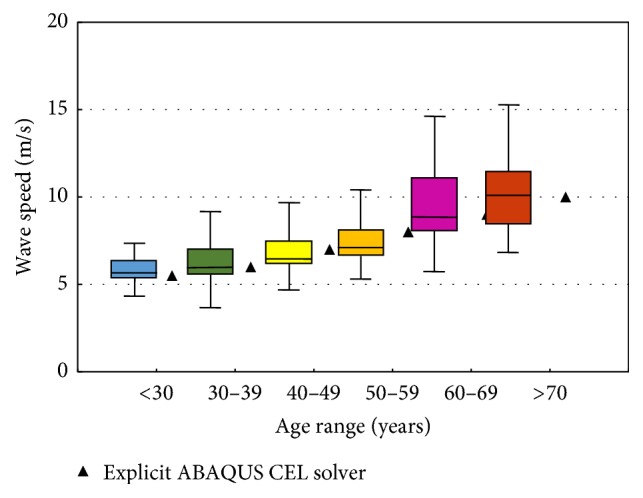 20
15
10
5
0
Wave speed (m/s)
<30 30–39 40–49 50–59 60–69 >70
Age range (years)
▲ Explicit ABAQUS CEL solver